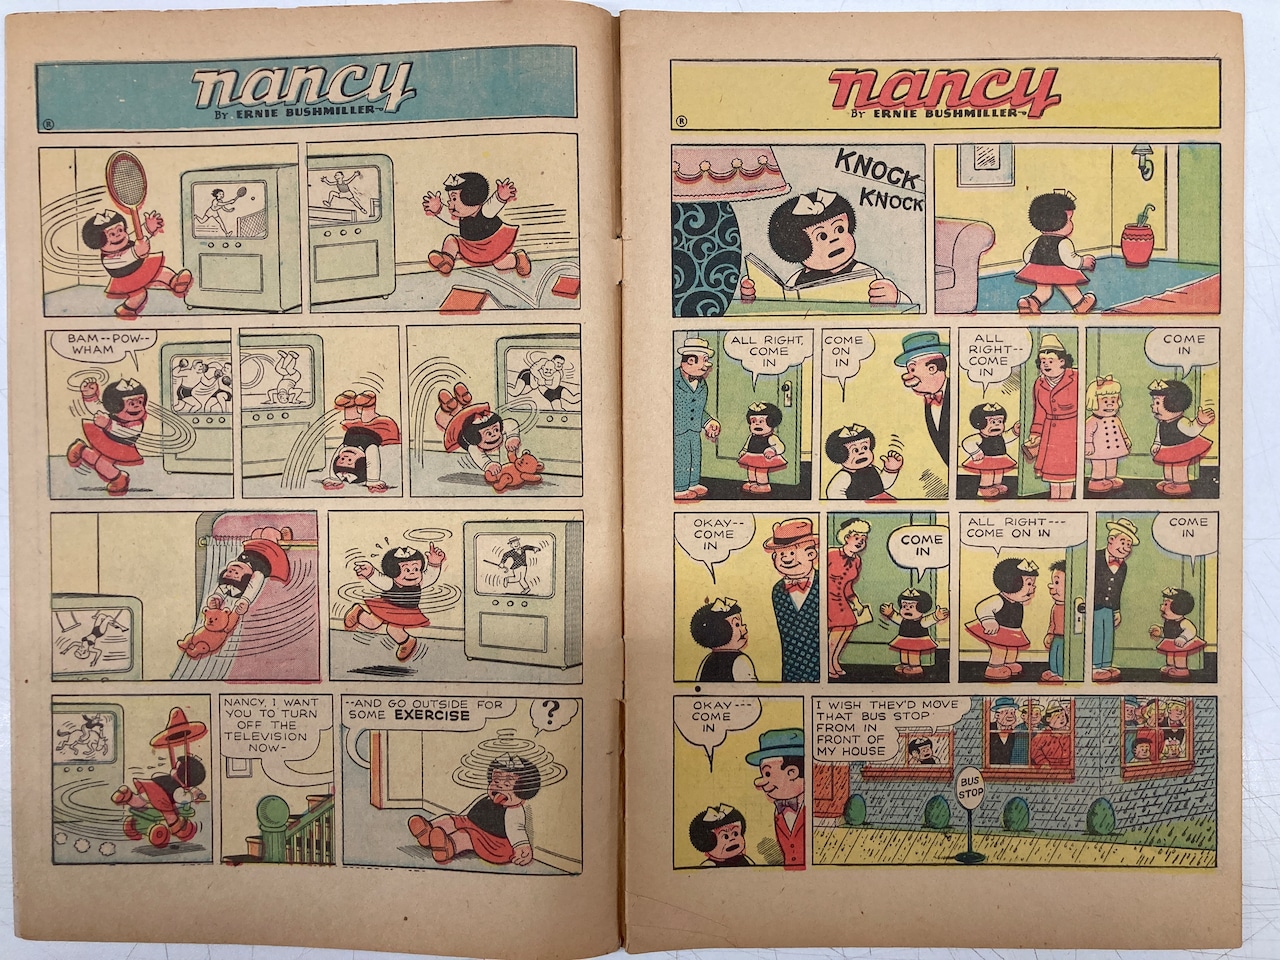 nancy
BY ERNIE BUSHMILLER
®
BAM--POW--
WHAM
NANCY, I WANT
YOU TO TURN
OFF THE
TELEVISION
NOW-
--AND GO OUTSIDE FOR
SOME EXERCISE
?
nancy
BY ERNIE BUSHMILLER
®
KNOCK
KNOCK
ALL RIGHT,
COME
IN
COME
ON
IN
ALL
RIGHT--
COME
IN
COME
IN
OKAY--
COME
IN
COME
IN
ALL RIGHT---
COME ON IN
COME
IN
OKAY---
COME
IN
I WISH THEY'D MOVE
THAT BUS STOP
FROM IN
FRONT OF
MY HOUSE
BUS
STOP